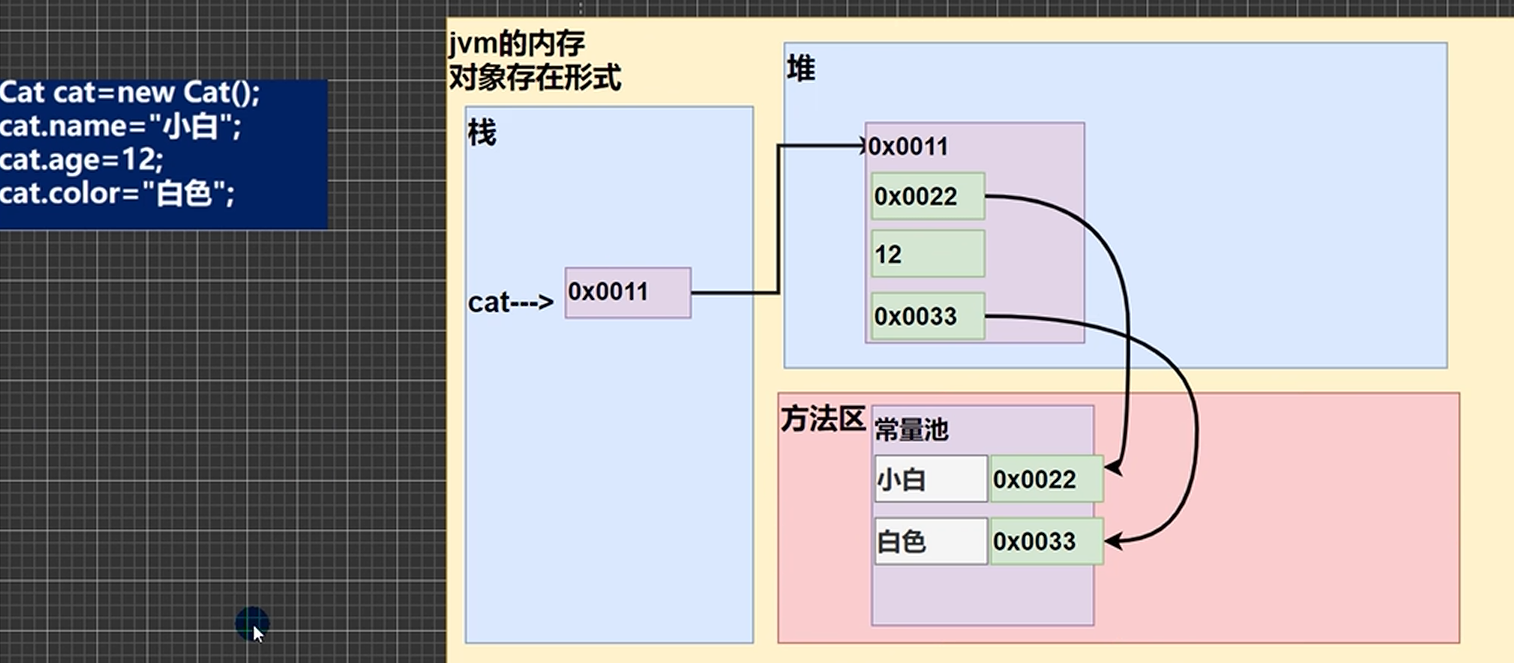 Cat cat=new Cat();
cat.name="小白";
cat.age=12;
cat.color="白色";
jvm的内存
对象存在形式
栈
cat--->
0x0011
堆
0x0011
0x0022
12
0x0033
方法区
常量池
小白 0x0022
白色 0x0033